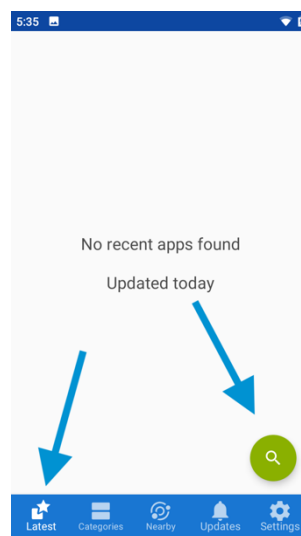 5:35
No recent apps found
Updated today
Latest Categories Nearby Updates Settings